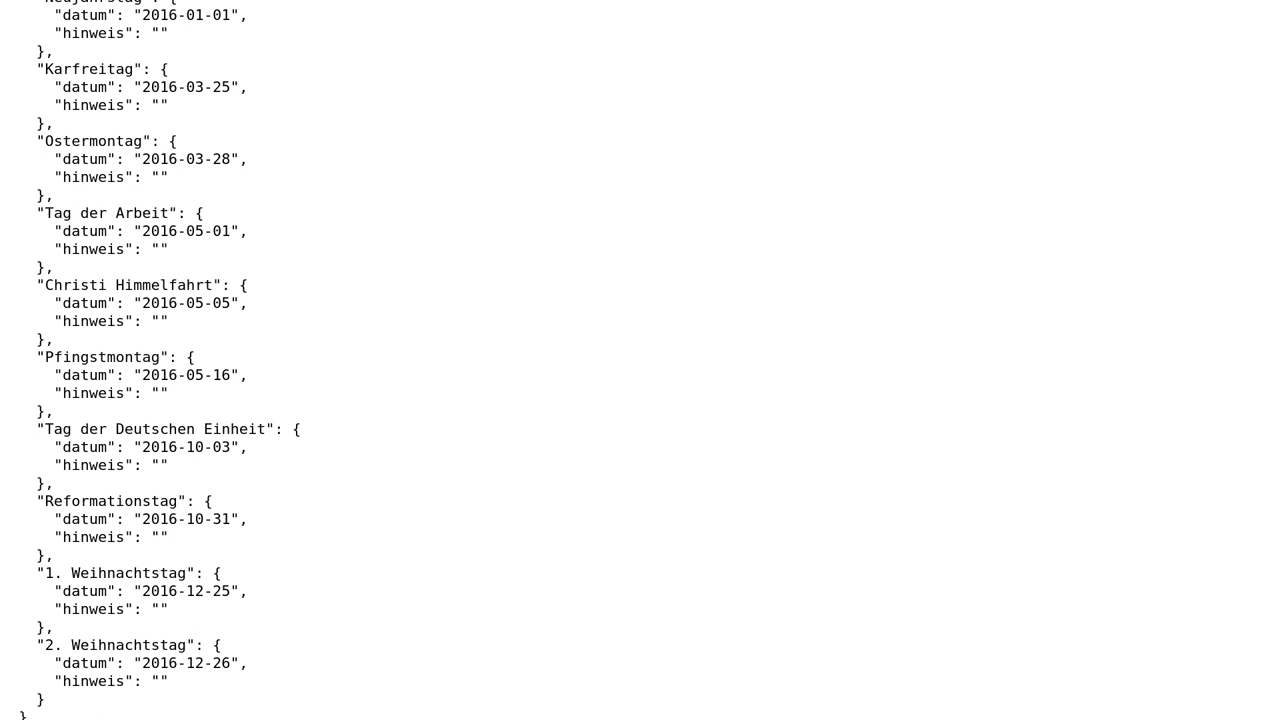 "Neujahrstag": {
"datum": "2016-01-01",
"hinweis": ""
},
"Karfreitag": {
"datum": "2016-03-25",
"hinweis": ""
},
"Ostermontag": {
"datum": "2016-03-28",
"hinweis": ""
},
"Tag der Arbeit": {
"datum": "2016-05-01",
"hinweis": ""
},
"Christi Himmelfahrt": {
"datum": "2016-05-05",
"hinweis": ""
},
"Pfingstmontag": {
"datum": "2016-05-16",
"hinweis": ""
},
"Tag der Deutschen Einheit": {
"datum": "2016-10-03",
"hinweis": ""
},
"Reformationstag": {
"datum": "2016-10-31",
"hinweis": ""
},
"1. Weihnachtstag": {
"datum": "2016-12-25",
"hinweis": ""
},
"2. Weihnachtstag": {
"datum": "2016-12-26",
"hinweis": ""
}
}